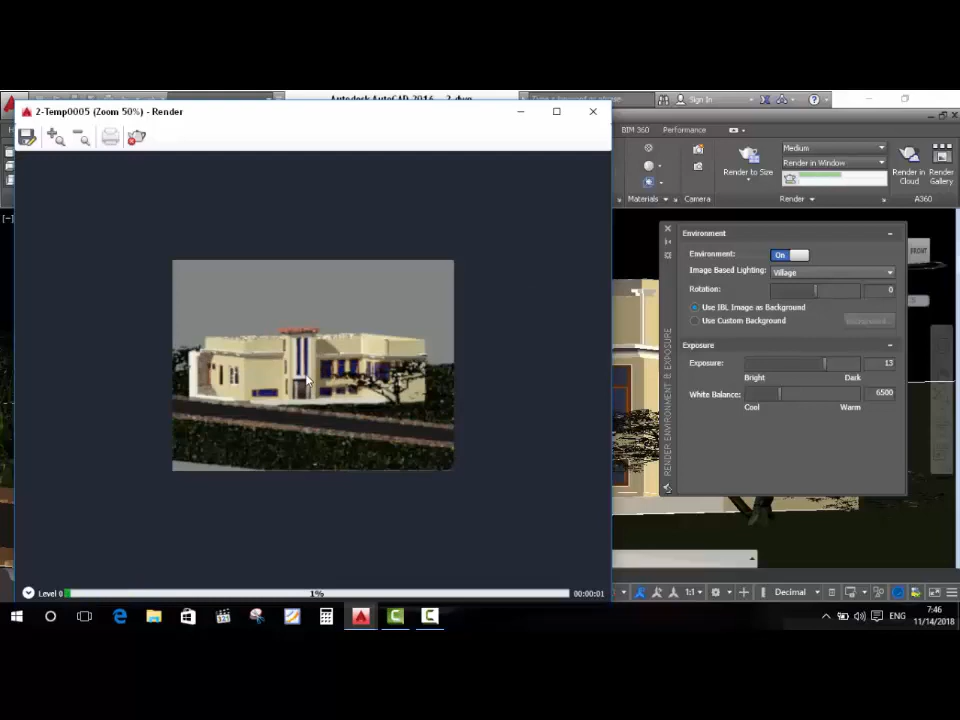 Autodesk AutoCAD 2016 2.dwg
Sign In
2-Temp0005 (Zoom 50%) - Render
BIM 360
Performance
Medium
Render to Size
Render in Window
Render in Cloud
Render Gallery
Materials
Camera
Render
A360
Environment
Environment:
On
FRONT
Image Based Lighting:
Village
Rotation:
0
Use IBL Image as Background
Use Custom Background
Exposure
Exposure:
13
Bright
Dark
White Balance:
6500
Cool
Warm
RENDER ENVIRONMENT & EXPOSURE
Level 0
1%
00:00:01
1:1
Decimal
ENG
7:46
11/14/2018